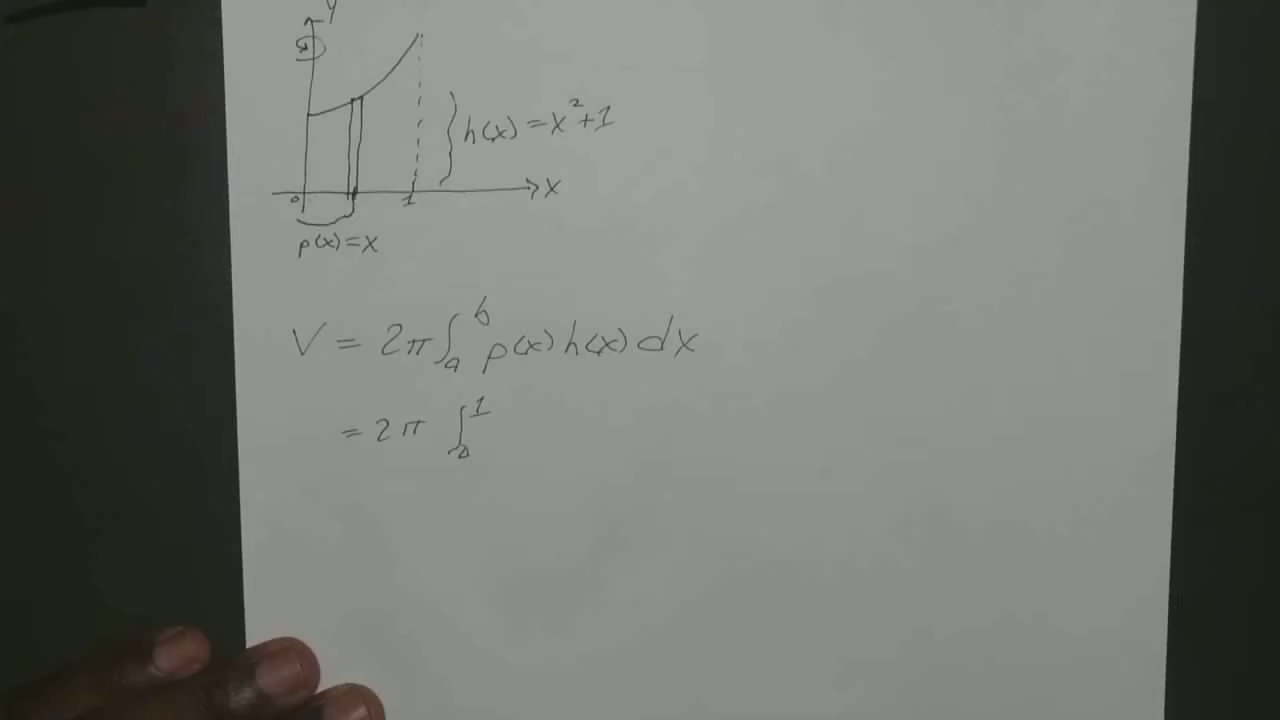 y
h(x) = x² + 1
0 1 x
p(x) = x
V = 2π ∫ₐᵇ p(x) h(x) dx
= 2π ∫₀¹